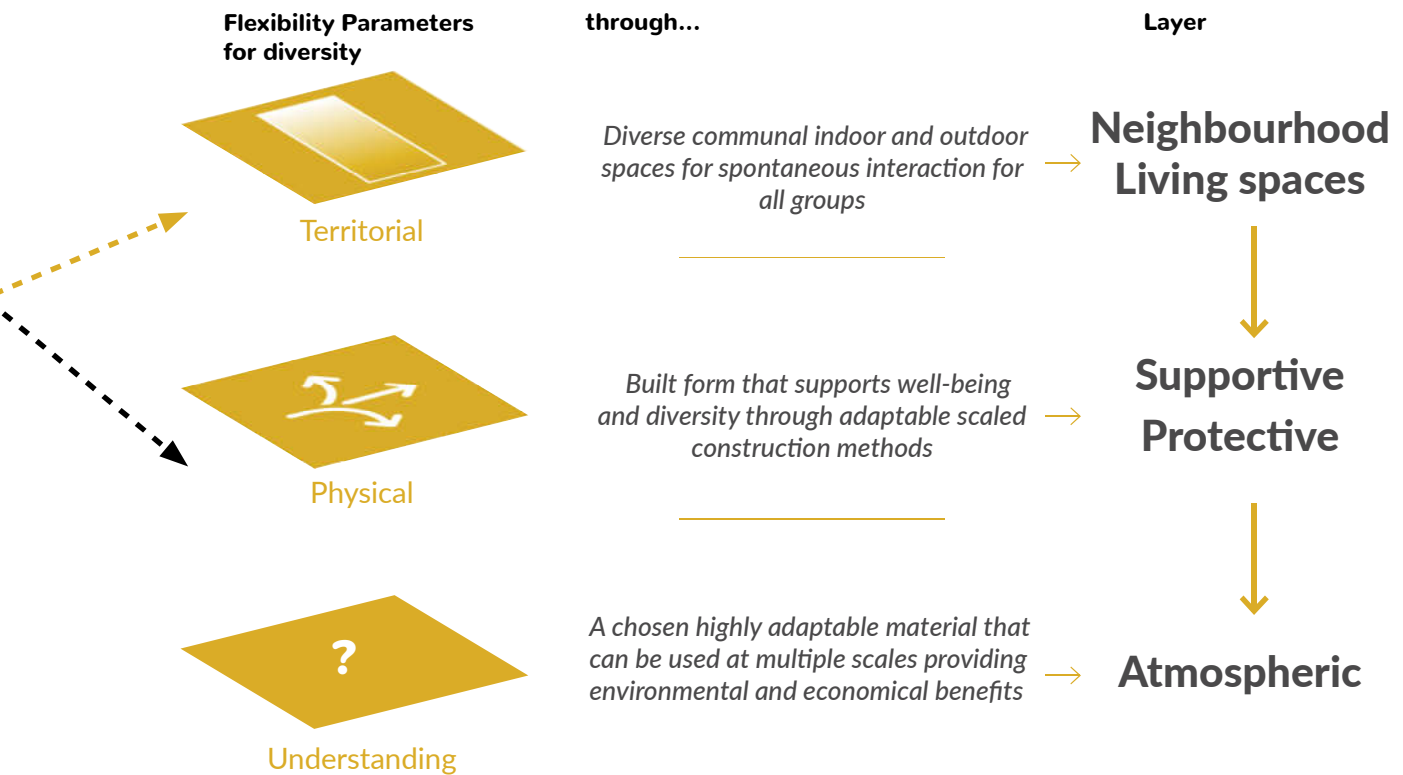 Flexibility Parameters
for diversity
through...
Layer
Territorial
Diverse communal indoor and outdoor
spaces for spontaneous interaction for
all groups
Neighbourhood
Living spaces
Physical
Built form that supports well-being
and diversity through adaptable scaled
construction methods
Supportive
Protective
?
Understanding
A chosen highly adaptable material that
can be used at multiple scales providing
environmental and economical benefits
Atmospheric